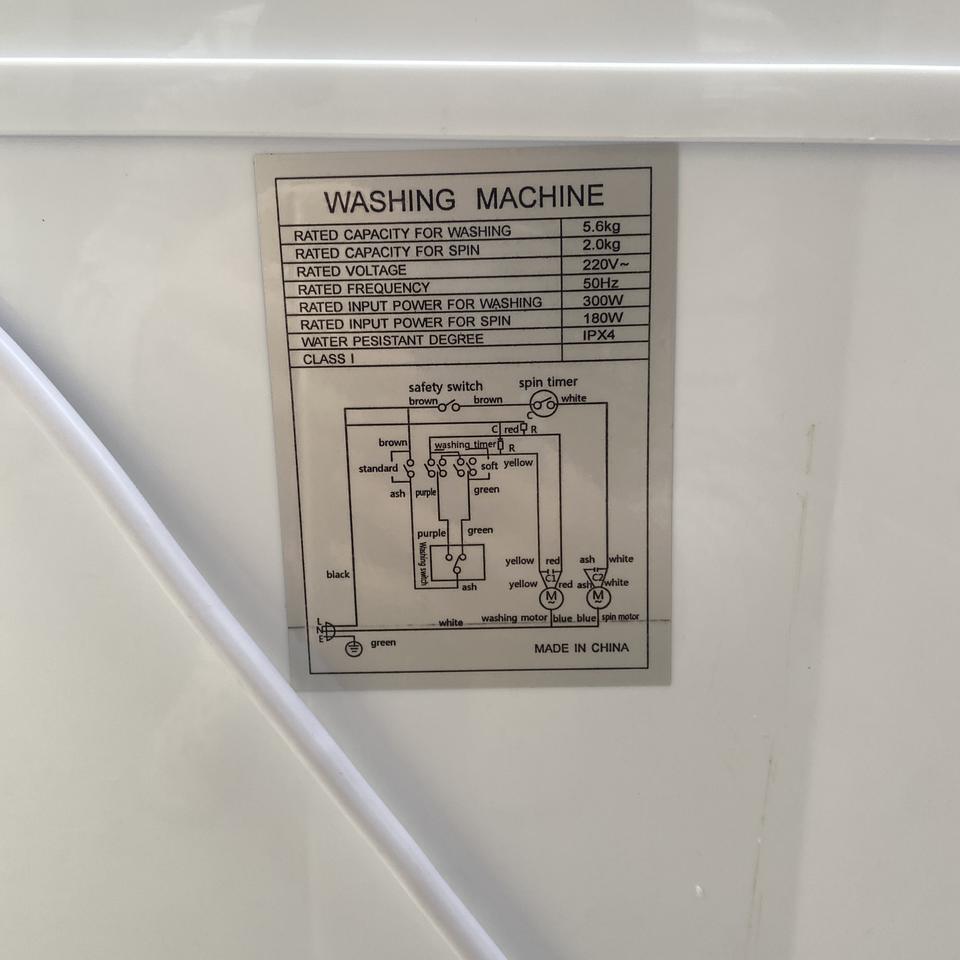 WASHING MACHINE
RATED CAPACITY FOR WASHING 5.6kg
RATED CAPACITY FOR SPIN 2.0kg
RATED VOLTAGE 220V~
RATED FREQUENCY 50Hz
RATED INPUT POWER FOR WASHING 300W
RATED INPUT POWER FOR SPIN 180W
WATER PESISTANT DEGREE IPX4
CLASS I
safety switch spin timer
brown brown white
C
C red R
brown washing timer R
standard soft yellow
ash purple green
purple green
Washing switch
yellow red ash white
black ash yellow C1 red ash C2 white
M~ M~
L white washing motor blue blue spin motor
N
E green
MADE IN CHINA